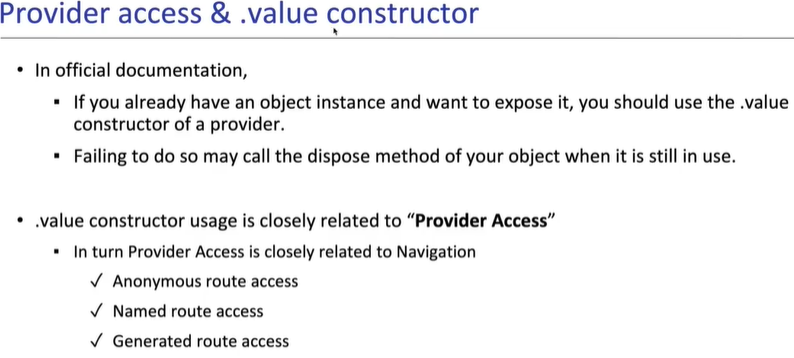 Provider access & .value constructor
• In official documentation,
▪ If you already have an object instance and want to expose it, you should use the .value
constructor of a provider.
▪ Failing to do so may call the dispose method of your object when it is still in use.
• .value constructor usage is closely related to “Provider Access”
▪ In turn Provider Access is closely related to Navigation
✓ Anonymous route access
✓ Named route access
✓ Generated route access